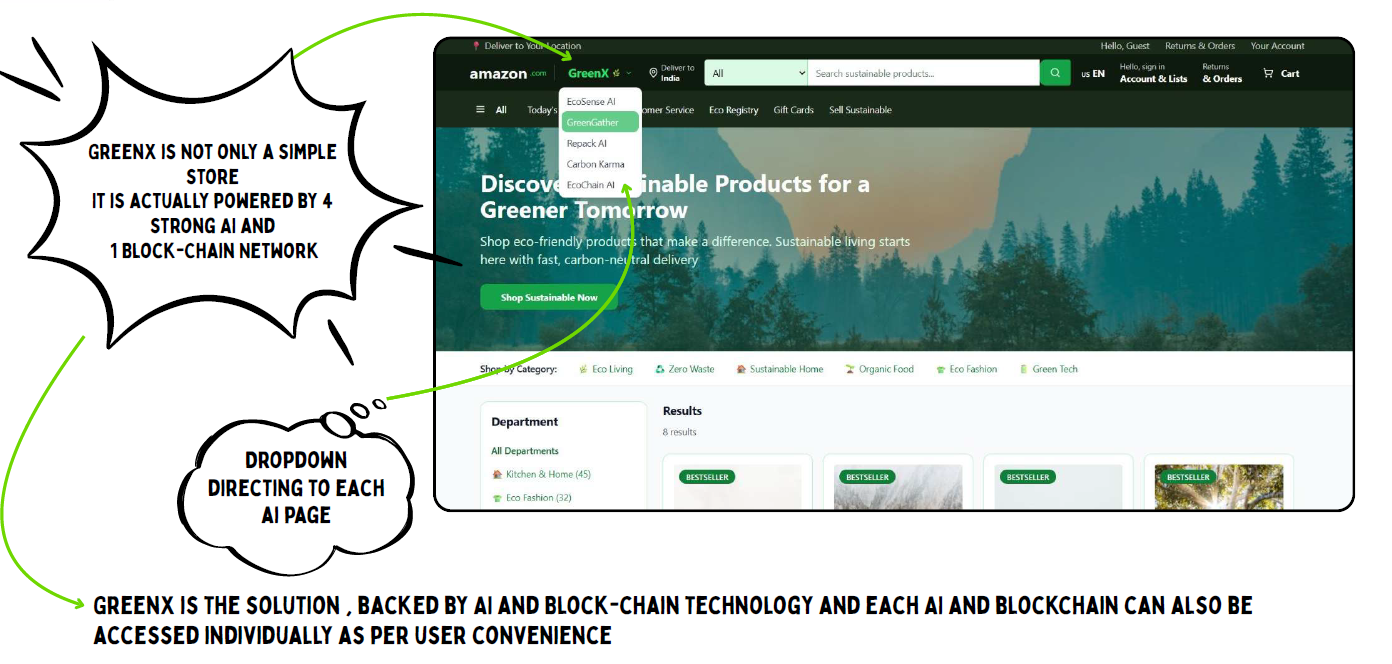 GREENX IS NOT ONLY A SIMPLE
STORE
IT IS ACTUALLY POWERED BY 4
STRONG AI AND
1 BLOCK-CHAIN NETWORK
Deliver to Your Location
Hello, Guest Returns & Orders Your Account
amazon .com GreenX Deliver to India All Search sustainable products... US EN Hello, sign in Account & Lists Returns & Orders Cart
All Today's omer Service Eco Registry Gift Cards Sell Sustainable
EcoSense AI
GreenGather
Repack AI
Carbon Karma
EcoChain AI
Discove inable Products for a
Greener Tomorrow
Shop eco-friendly products that make a difference. Sustainable living starts
here with fast, carbon-neutral delivery
Shop Sustainable Now
Shop by Category: Eco Living Zero Waste Sustainable Home Organic Food Eco Fashion Green Tech
Department
All Departments
Kitchen & Home (45)
Eco Fashion (32)
Results
8 results
BESTSELLER BESTSELLER BESTSELLER BESTSELLER
DROPDOWN
DIRECTING TO EACH
AI PAGE
GREENX IS THE SOLUTION , BACKED BY AI AND BLOCK-CHAIN TECHNOLOGY AND EACH AI AND BLOCKCHAIN CAN ALSO BE
ACCESSED INDIVIDUALLY AS PER USER CONVENIENCE